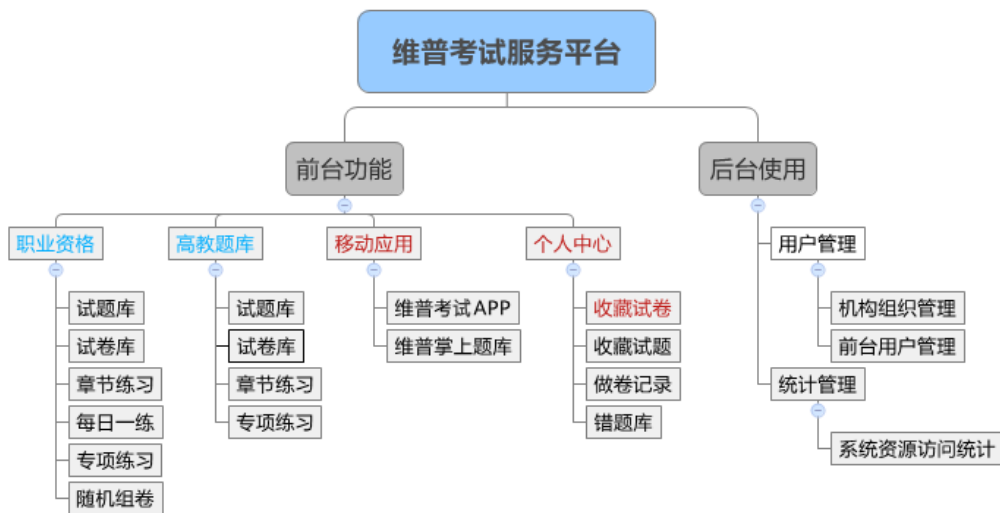 维普考试服务平台
前台功能
后台使用
职业资格
高教题库
移动应用
个人中心
用户管理
试题库
试卷库
章节练习
每日一练
专项练习
随机组卷
试题库
试卷库
章节练习
专项练习
维普考试APP
维普掌上题库
收藏试卷
收藏试题
做卷记录
错题库
机构组织管理
前台用户管理
统计管理
系统资源访问统计